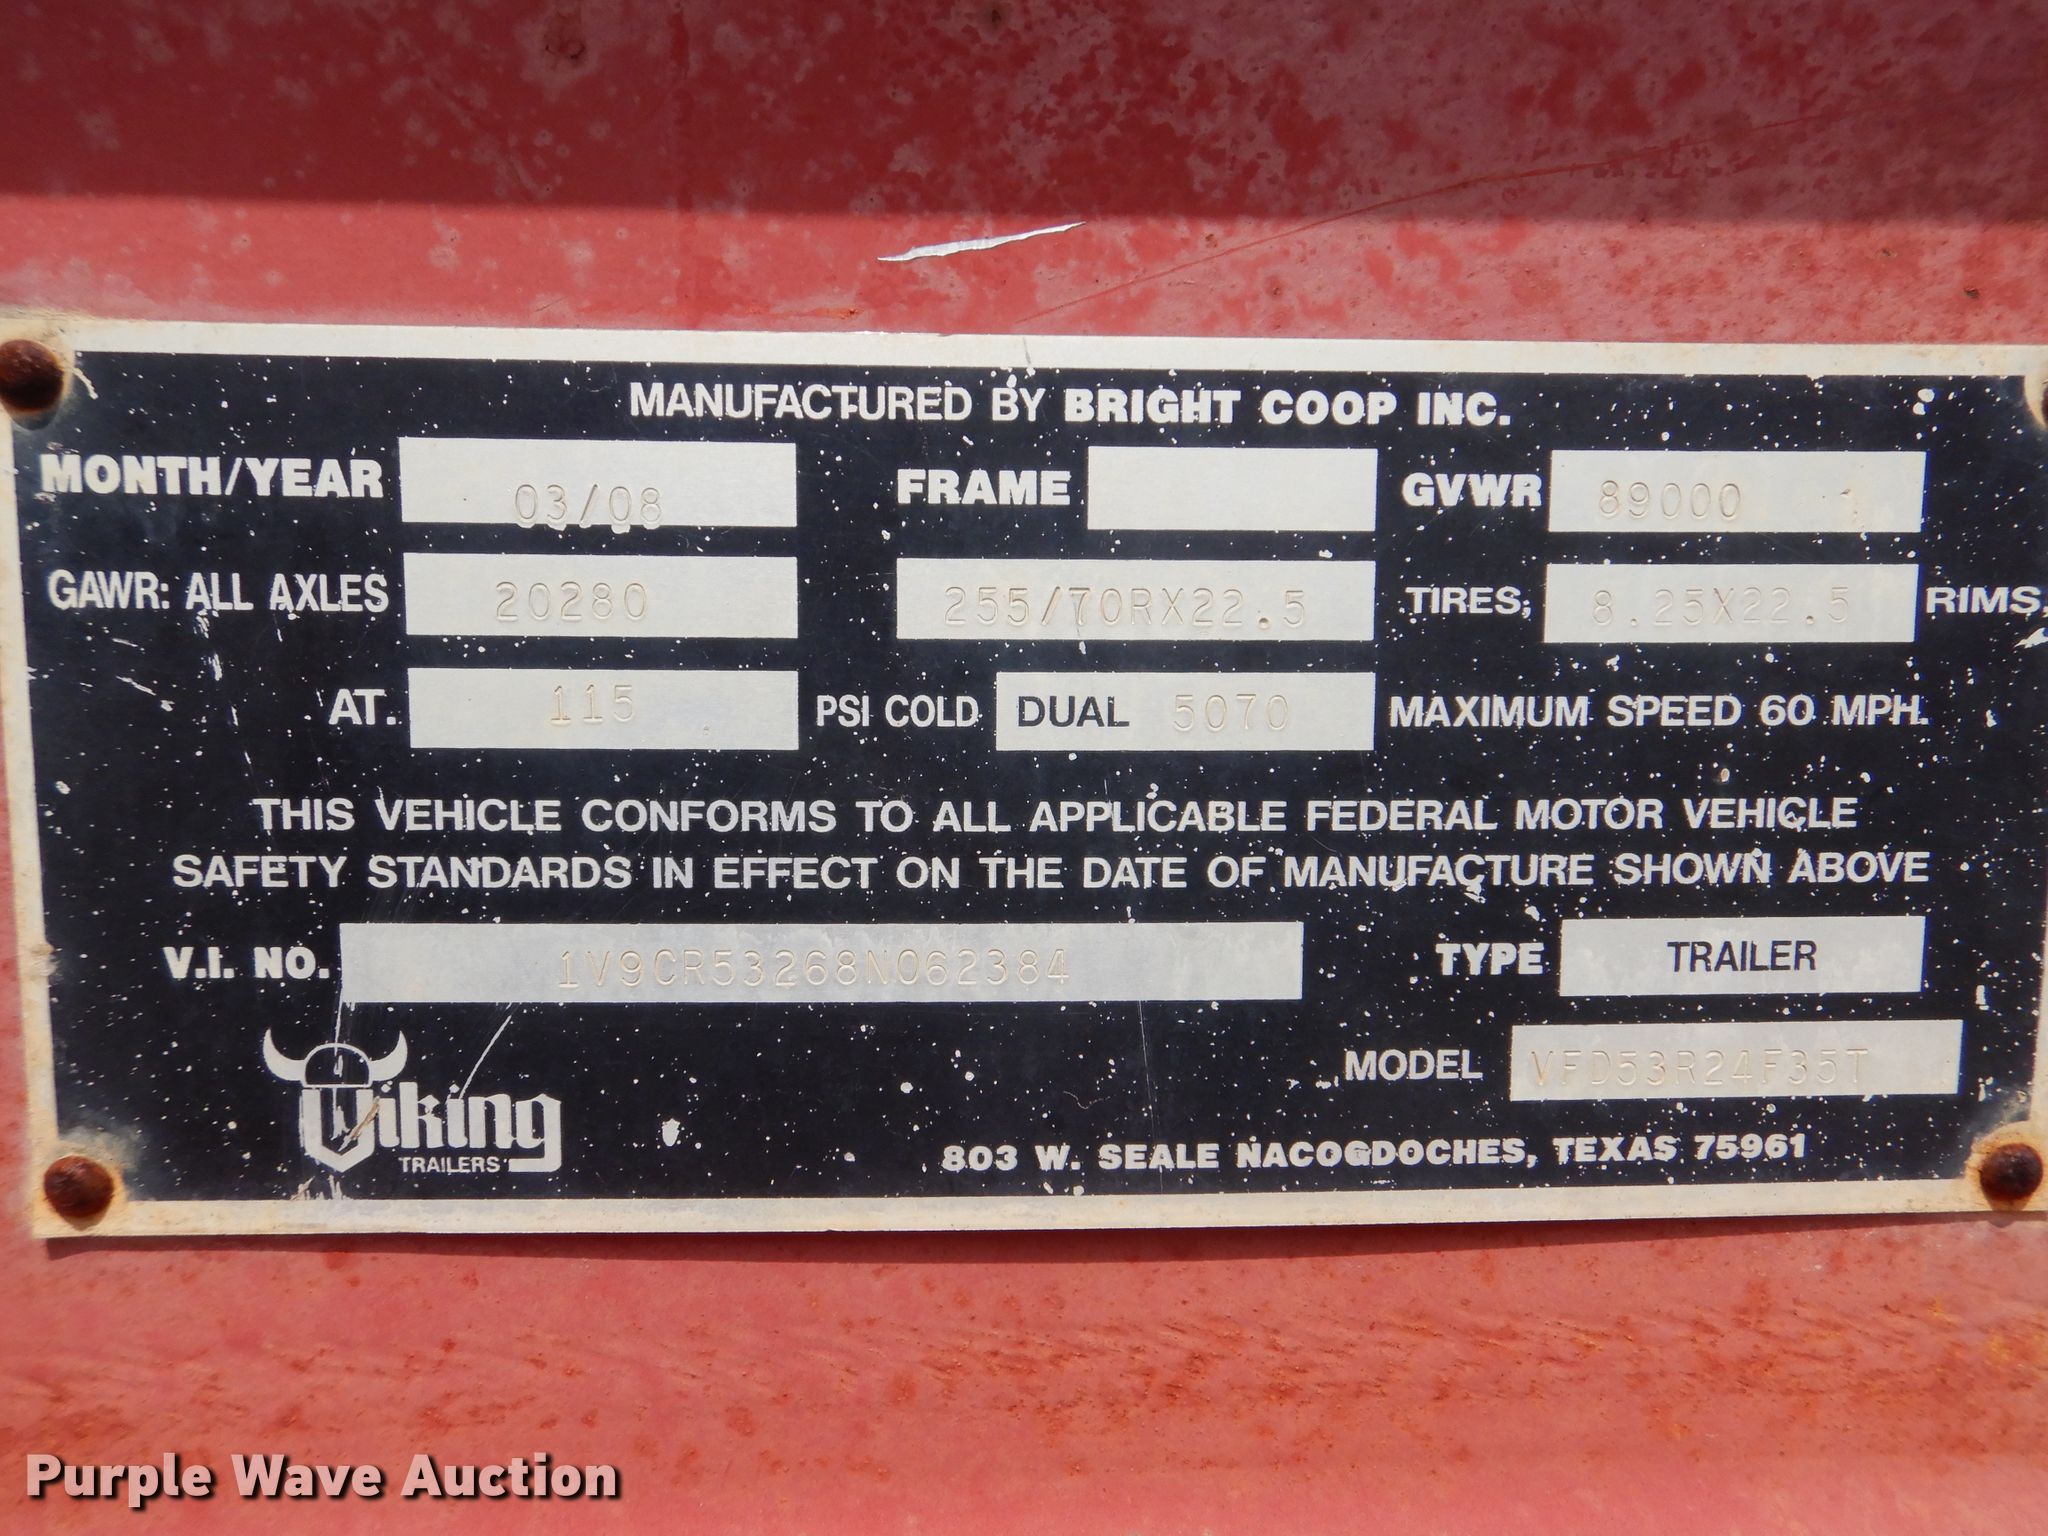 MANUFACTURED BY BRIGHT COOP INC.
MONTH/YEAR 03/08 FRAME GVWR 89000
GAWR: ALL AXLES 20280 255/70RX22.5 TIRES; 8.25X22.5 RIMS,
AT. 115 PSI COLD DUAL 5070 MAXIMUM SPEED 60 MPH.
THIS VEHICLE CONFORMS TO ALL APPLICABLE FEDERAL MOTOR VEHICLE
SAFETY STANDARDS IN EFFECT ON THE DATE OF MANUFACTURE SHOWN ABOVE
V.I. NO. 1V9CR53268N062384 TYPE TRAILER
MODEL VFD53R24F35T
Viking
TRAILERS
803 W. SEALE NACOGDOCHES, TEXAS 75961
Purple Wave Auction